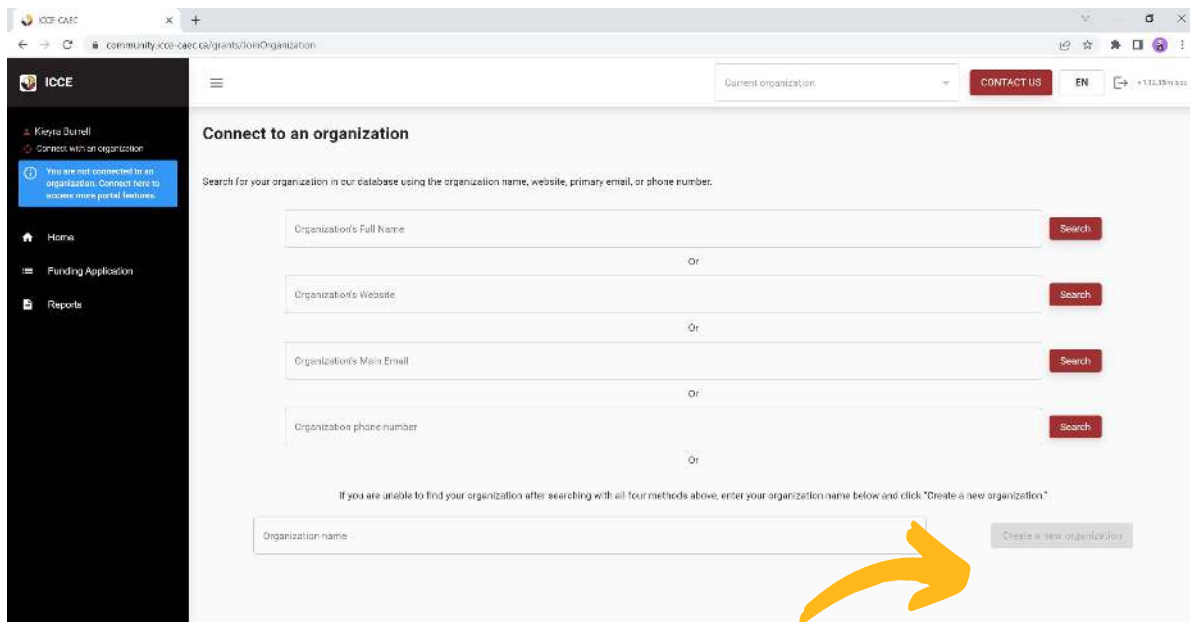 ICCE-CAEC
community.icce-caec.ca/grants/JoinOrganization
ICCE
Current organization
CONTACT US
EN
Kieyra Burrell
Connect with an organization
You are not connected to an
organization. Connect here to
access more portal features.
Home
Funding Application
Reports
Connect to an organization
Search for your organization in our database using the organization name, website, primary email, or phone number.
Organization's Full Name
Search
Or
Organization's Website
Search
Or
Organization's Main Email
Search
Or
Organization phone number
Search
Or
If you are unable to find your organization after searching with all four methods above, enter your organization name below and click "Create a new organization."
Organization name
Create a new organization